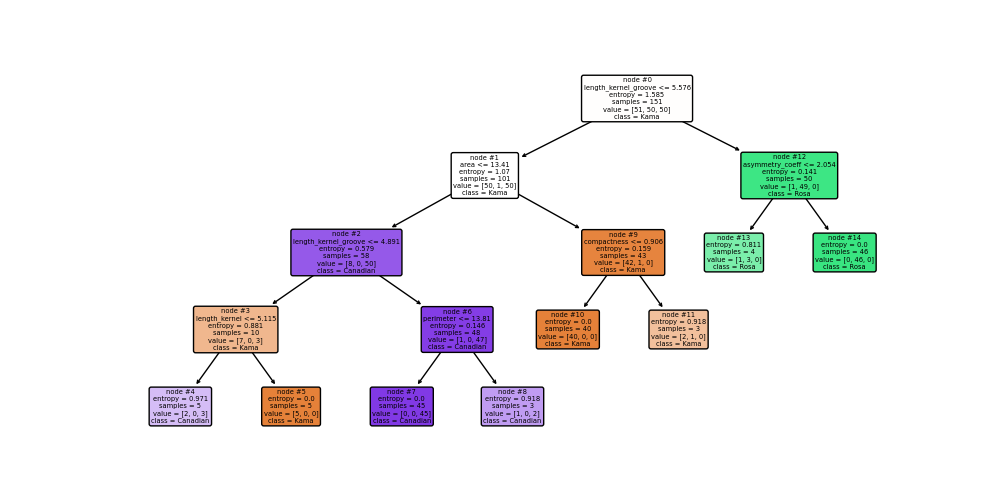 node #0
length_kernel_groove <= 5.576
entropy = 1.585
samples = 151
value = [51, 50, 50]
class = Kama
node #1
area <= 13.41
entropy = 1.07
samples = 101
value = [50, 1, 50]
class = Kama
node #12
asymmetry_coeff <= 2.054
entropy = 0.141
samples = 50
value = [1, 49, 0]
class = Rosa
node #2
length_kernel_groove <= 4.891
entropy = 0.579
samples = 58
value = [8, 0, 50]
class = Canadian
node #9
compactness <= 0.906
entropy = 0.159
samples = 43
value = [42, 1, 0]
class = Kama
node #13
entropy = 0.811
samples = 4
value = [1, 3, 0]
class = Rosa
node #14
entropy = 0.0
samples = 46
value = [0, 46, 0]
class = Rosa
node #3
length_kernel <= 5.115
entropy = 0.881
samples = 10
value = [7, 0, 3]
class = Kama
node #6
perimeter <= 13.81
entropy = 0.146
samples = 48
value = [1, 0, 47]
class = Canadian
node #10
entropy = 0.0
samples = 40
value = [40, 0, 0]
class = Kama
node #11
entropy = 0.918
samples = 3
value = [2, 1, 0]
class = Kama
node #4
entropy = 0.971
samples = 5
value = [2, 0, 3]
class = Canadian
node #5
entropy = 0.0
samples = 5
value = [5, 0, 0]
class = Kama
node #7
entropy = 0.0
samples = 45
value = [0, 0, 45]
class = Canadian
node #8
entropy = 0.918
samples = 3
value = [1, 0, 2]
class = Canadian